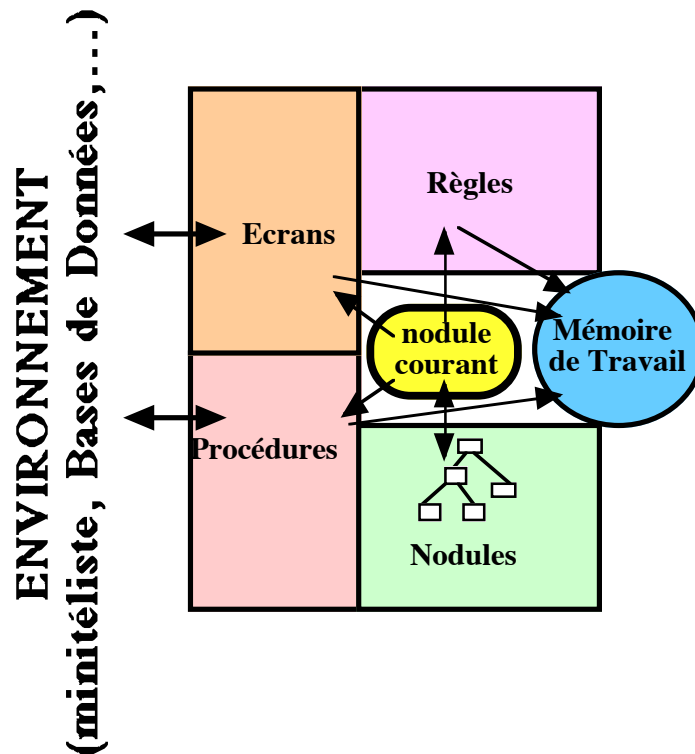 ENVIRONNEMENT
(minitéliste, Bases de Données,...)
Règles
Ecrans
nodule
courant
Mémoire
de Travail
Procédures
Nodules